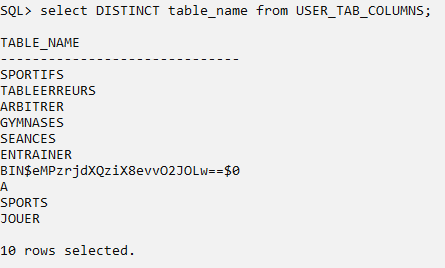 SQL> select DISTINCT table_name from USER_TAB_COLUMNS;
TABLE_NAME
------------------------------
SPORTIFS
TABLEERREURS
ARBITRER
GYMNASES
SEANCES
ENTRAINER
BIN$eMPzrjdXQziX8evvO2JOLw==$0
A
SPORTS
JOUER
10 rows selected.